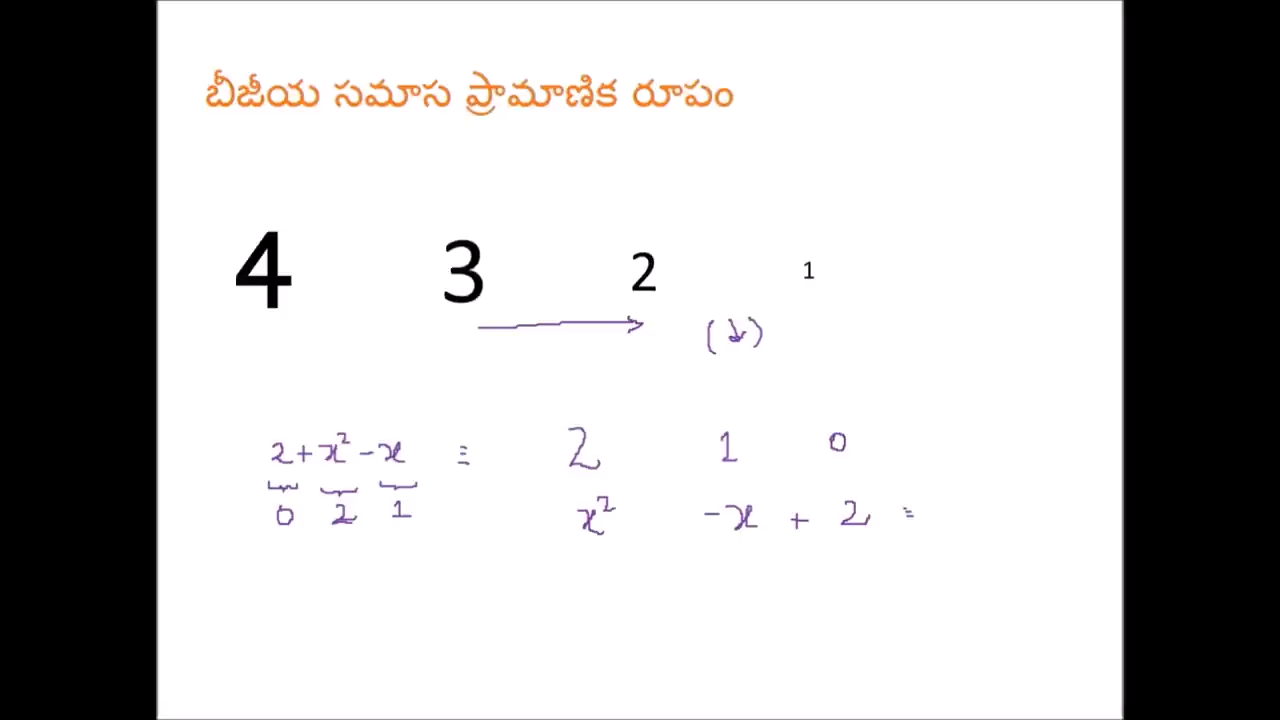 బీజీయ సమాస ప్రామాణిక రూపం
4 3 2 1
(↓)
2+x²-x ≡ 2 1 0
0 2 1 x² -x + 2 =